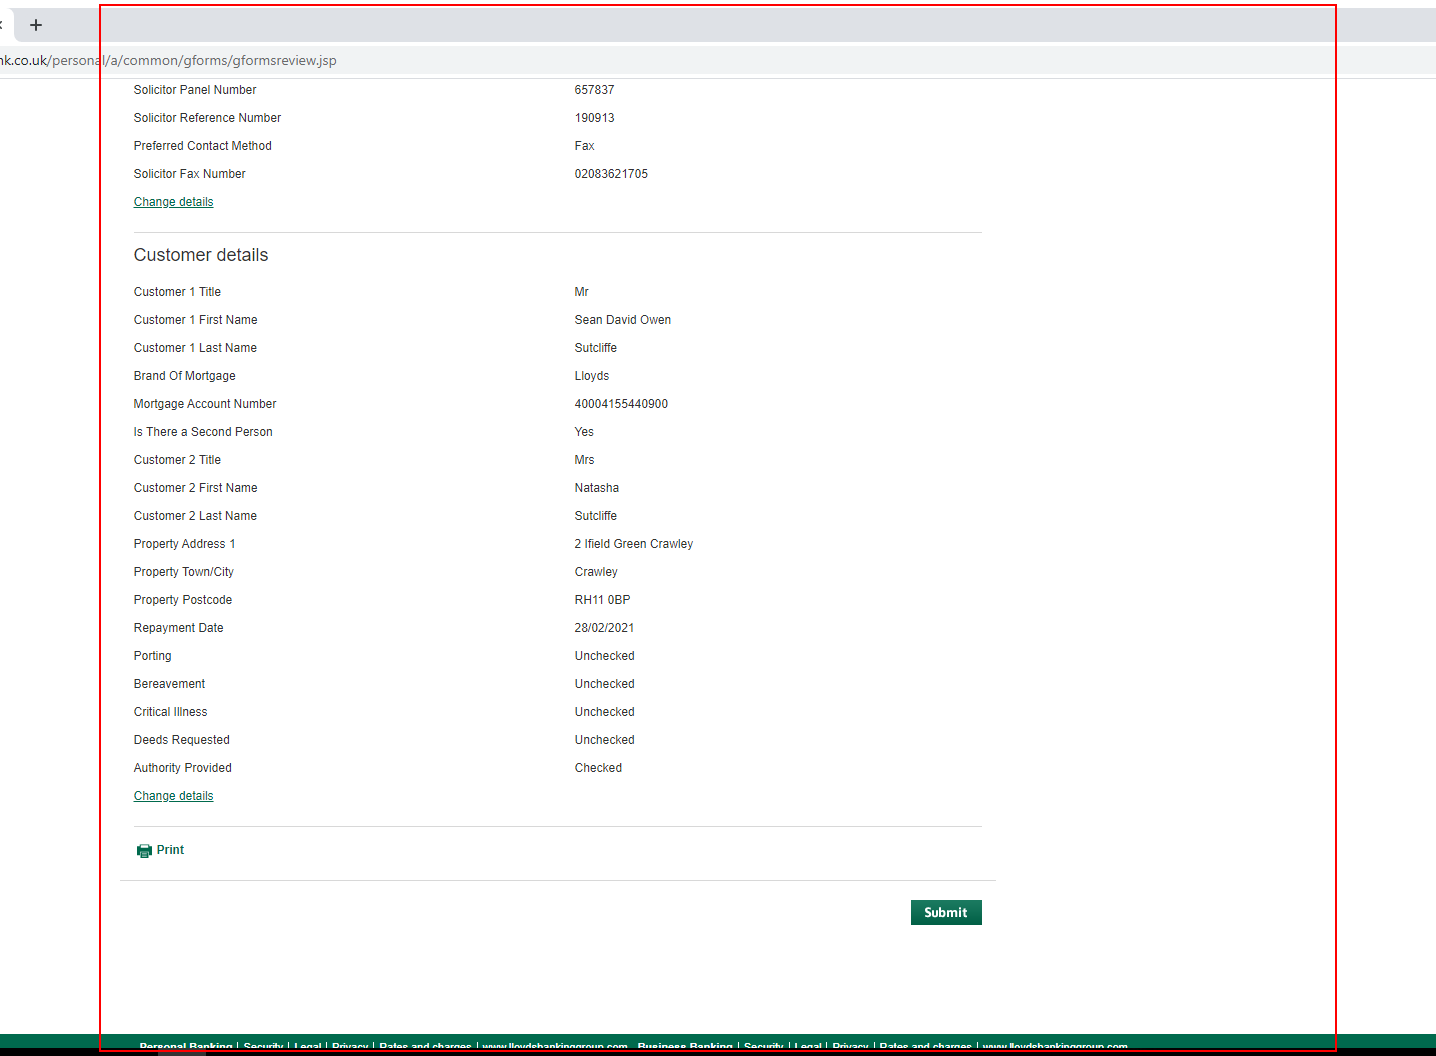 nk.co.uk/personal/a/common/gforms/gformsreview.jsp
Solicitor Panel Number 657837
Solicitor Reference Number 190913
Preferred Contact Method Fax
Solicitor Fax Number 02083621705
Change details
Customer details
Customer 1 Title Mr
Customer 1 First Name Sean David Owen
Customer 1 Last Name Sutcliffe
Brand Of Mortgage Lloyds
Mortgage Account Number 40004155440900
Is There a Second Person Yes
Customer 2 Title Mrs
Customer 2 First Name Natasha
Customer 2 Last Name Sutcliffe
Property Address 1 2 Ifield Green Crawley
Property Town/City Crawley
Property Postcode RH11 0BP
Repayment Date 28/02/2021
Porting Unchecked
Bereavement Unchecked
Critical Illness Unchecked
Deeds Requested Unchecked
Authority Provided Checked
Change details
Print
Submit
Personal Banking | Security | Legal | Privacy | Rates and charges | www.lloydsbankinggroup.com Business Banking | Security | Legal | Privacy | Rates and charges | www.lloydsbankinggroup.com